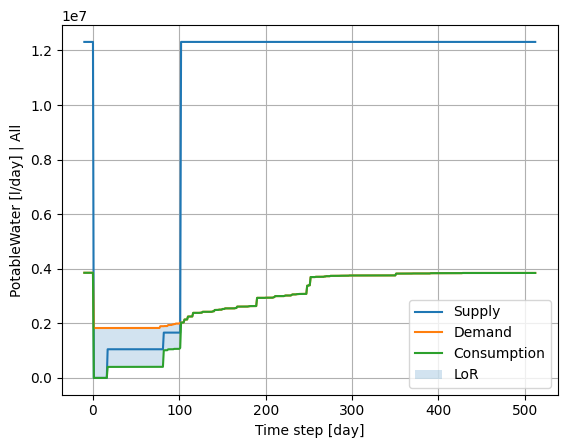 1e7
PotableWater [l/day] | All
1.2
1.0
0.8
0.6
0.4
0.2
0.0
0
100
200
300
400
500
Time step [day]
Supply
Demand
Consumption
LoR